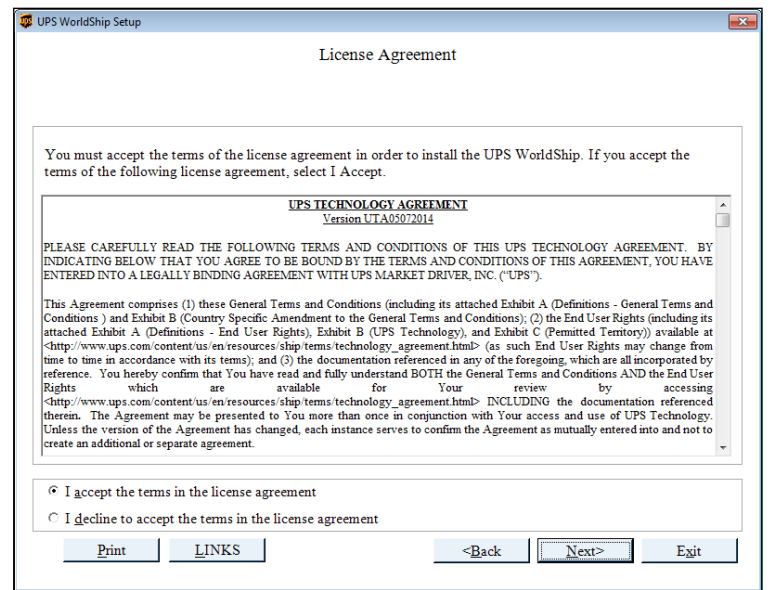 UPS WorldShip Setup
License Agreement
You must accept the terms of the license agreement in order to install the UPS WorldShip. If you accept the
terms of the following license agreement, select I Accept.
UPS TECHNOLOGY AGREEMENT
Version UTA05072014
PLEASE CAREFULLY READ THE FOLLOWING TERMS AND CONDITIONS OF THIS UPS TECHNOLOGY AGREEMENT. BY
INDICATING BELOW THAT YOU AGREE TO BE BOUND BY THE TERMS AND CONDITIONS OF THIS AGREEMENT, YOU HAVE
ENTERED INTO A LEGALLY BINDING AGREEMENT WITH UPS MARKET DRIVER, INC. (“UPS”).
This Agreement comprises (1) these General Terms and Conditions (including its attached Exhibit A (Definitions - General Terms and
Conditions ) and Exhibit B (Country Specific Amendment to the General Terms and Conditions); (2) the End User Rights (including its
attached Exhibit A (Definitions - End User Rights), Exhibit B (UPS Technology), and Exhibit C (Permitted Territory)) available at
<http://www.ups.com/content/us/en/resources/ship/terms/technology_agreement.html> (as such End User Rights may change from
time to time in accordance with its terms); and (3) the documentation referenced in any of the foregoing, which are all incorporated by
reference. You hereby confirm that You have read and fully understand BOTH the General Terms and Conditions AND the End User
Rights which are available for Your review by accessing
<http://www.ups.com/content/us/en/resources/ship/terms/technology_agreement.html> INCLUDING the documentation referenced
therein. The Agreement may be presented to You more than once in conjunction with Your access and use of UPS Technology.
Unless the version of the Agreement has changed, each instance serves to confirm the Agreement as mutually entered into and not to
create an additional or separate agreement.
I accept the terms in the license agreement
I decline to accept the terms in the license agreement
Print LINKS <Back Next> Exit